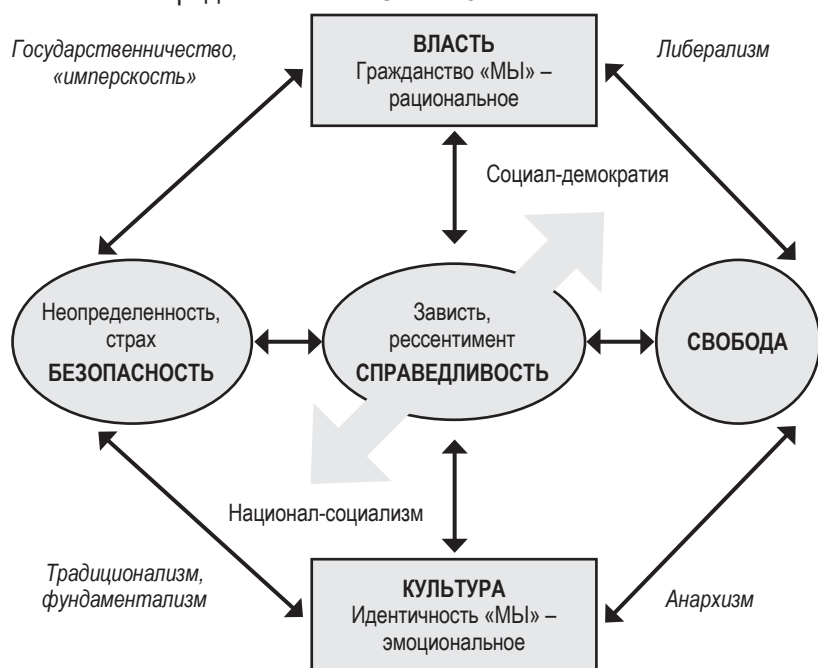 Государственничество,
«имперскость»
ВЛАСТЬ
Гражданство «МЫ» –
рациональное
Либерализм
Социал-демократия
Неопределенность,
страх
БЕЗОПАСНОСТЬ
Зависть,
рессентимент
СПРАВЕДЛИВОСТЬ
СВОБОДА
Национал-социализм
Традиционализм,
фундаментализм
КУЛЬТУРА
Идентичность «МЫ» –
эмоциональное
Анархизм